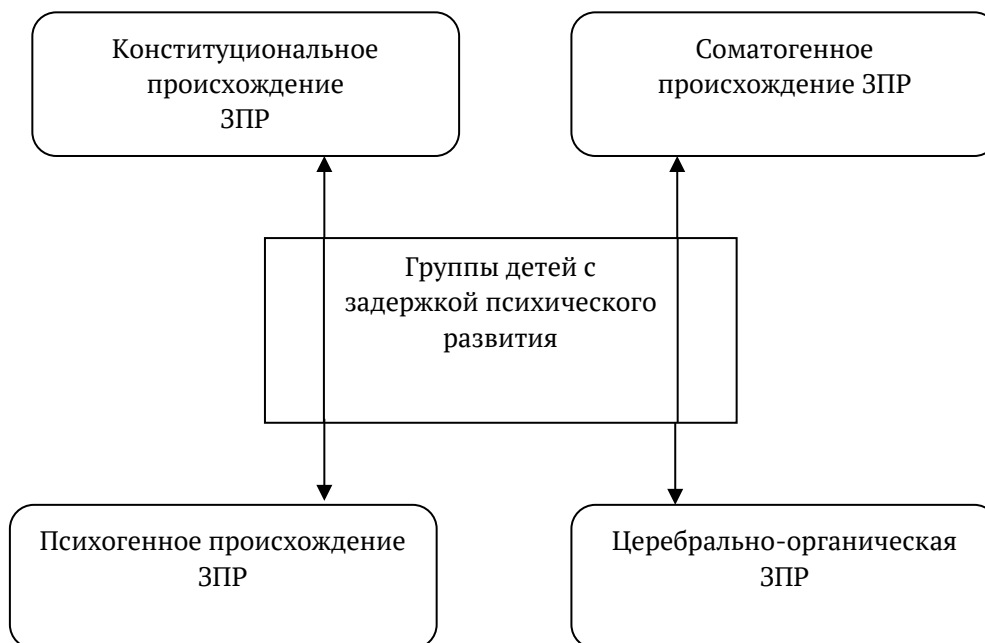 Конституциональное
происхождение
ЗПР
Соматогенное
происхождение ЗПР
Группы детей с
задержкой психического
развития
Психогенное происхождение
ЗПР
Церебрально-органическая
ЗПР